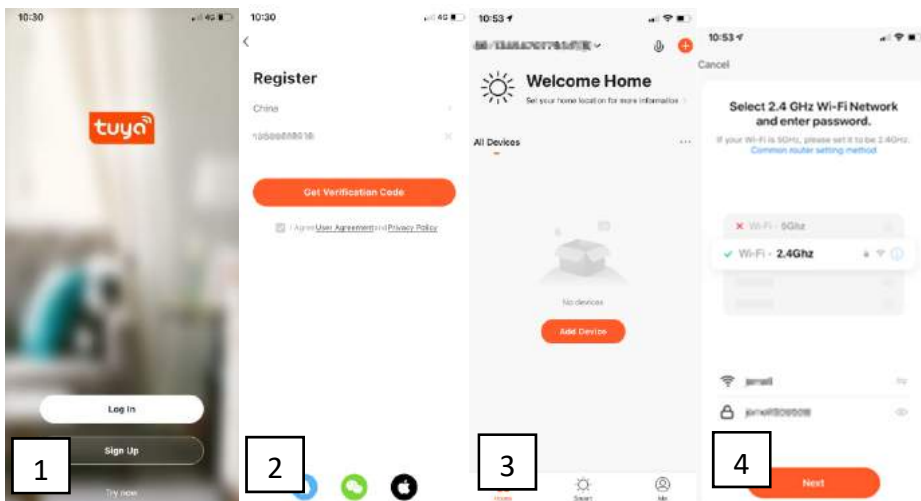 10:30
4G
tuya
Log In
Sign Up
Try now
1
10:30
4G
Register
China
Get Verification Code
I Agree User Agreement and Privacy Policy
2
10:53
Welcome Home
Set your home location for more information
All Devices
No devices
Add Device
Home
Smart
Me
3
10:53
Cancel
Select 2.4 GHz Wi-Fi Network
and enter password.
If your Wi-Fi is 5GHz, please set it to be 2.4GHz.
Common router setting method
Wi-Fi - 5Ghz
Wi-Fi - 2.4Ghz
Next
4